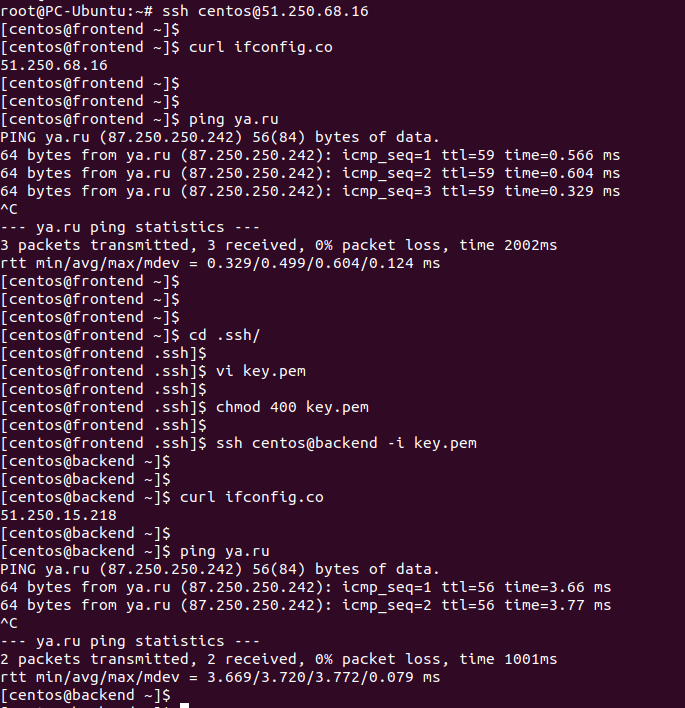 root@PC-Ubuntu:~# ssh centos@51.250.68.16
[centos@frontend ~]$
[centos@frontend ~]$ curl ifconfig.co
51.250.68.16
[centos@frontend ~]$
[centos@frontend ~]$
[centos@frontend ~]$ ping ya.ru
PING ya.ru (87.250.250.242) 56(84) bytes of data.
64 bytes from ya.ru (87.250.250.242): icmp_seq=1 ttl=59 time=0.566 ms
64 bytes from ya.ru (87.250.250.242): icmp_seq=2 ttl=59 time=0.604 ms
64 bytes from ya.ru (87.250.250.242): icmp_seq=3 ttl=59 time=0.329 ms
^C
--- ya.ru ping statistics ---
3 packets transmitted, 3 received, 0% packet loss, time 2002ms
rtt min/avg/max/mdev = 0.329/0.499/0.604/0.124 ms
[centos@frontend ~]$
[centos@frontend ~]$
[centos@frontend ~]$
[centos@frontend ~]$ cd .ssh/
[centos@frontend .ssh]$
[centos@frontend .ssh]$ vi key.pem
[centos@frontend .ssh]$
[centos@frontend .ssh]$ chmod 400 key.pem
[centos@frontend .ssh]$
[centos@frontend .ssh]$ ssh centos@backend -i key.pem
[centos@backend ~]$
[centos@backend ~]$
[centos@backend ~]$ curl ifconfig.co
51.250.15.218
[centos@backend ~]$
[centos@backend ~]$ ping ya.ru
PING ya.ru (87.250.250.242) 56(84) bytes of data.
64 bytes from ya.ru (87.250.250.242): icmp_seq=1 ttl=56 time=3.66 ms
64 bytes from ya.ru (87.250.250.242): icmp_seq=2 ttl=56 time=3.77 ms
^C
--- ya.ru ping statistics ---
2 packets transmitted, 2 received, 0% packet loss, time 1001ms
rtt min/avg/max/mdev = 3.669/3.720/3.772/0.079 ms
[centos@backend ~]$